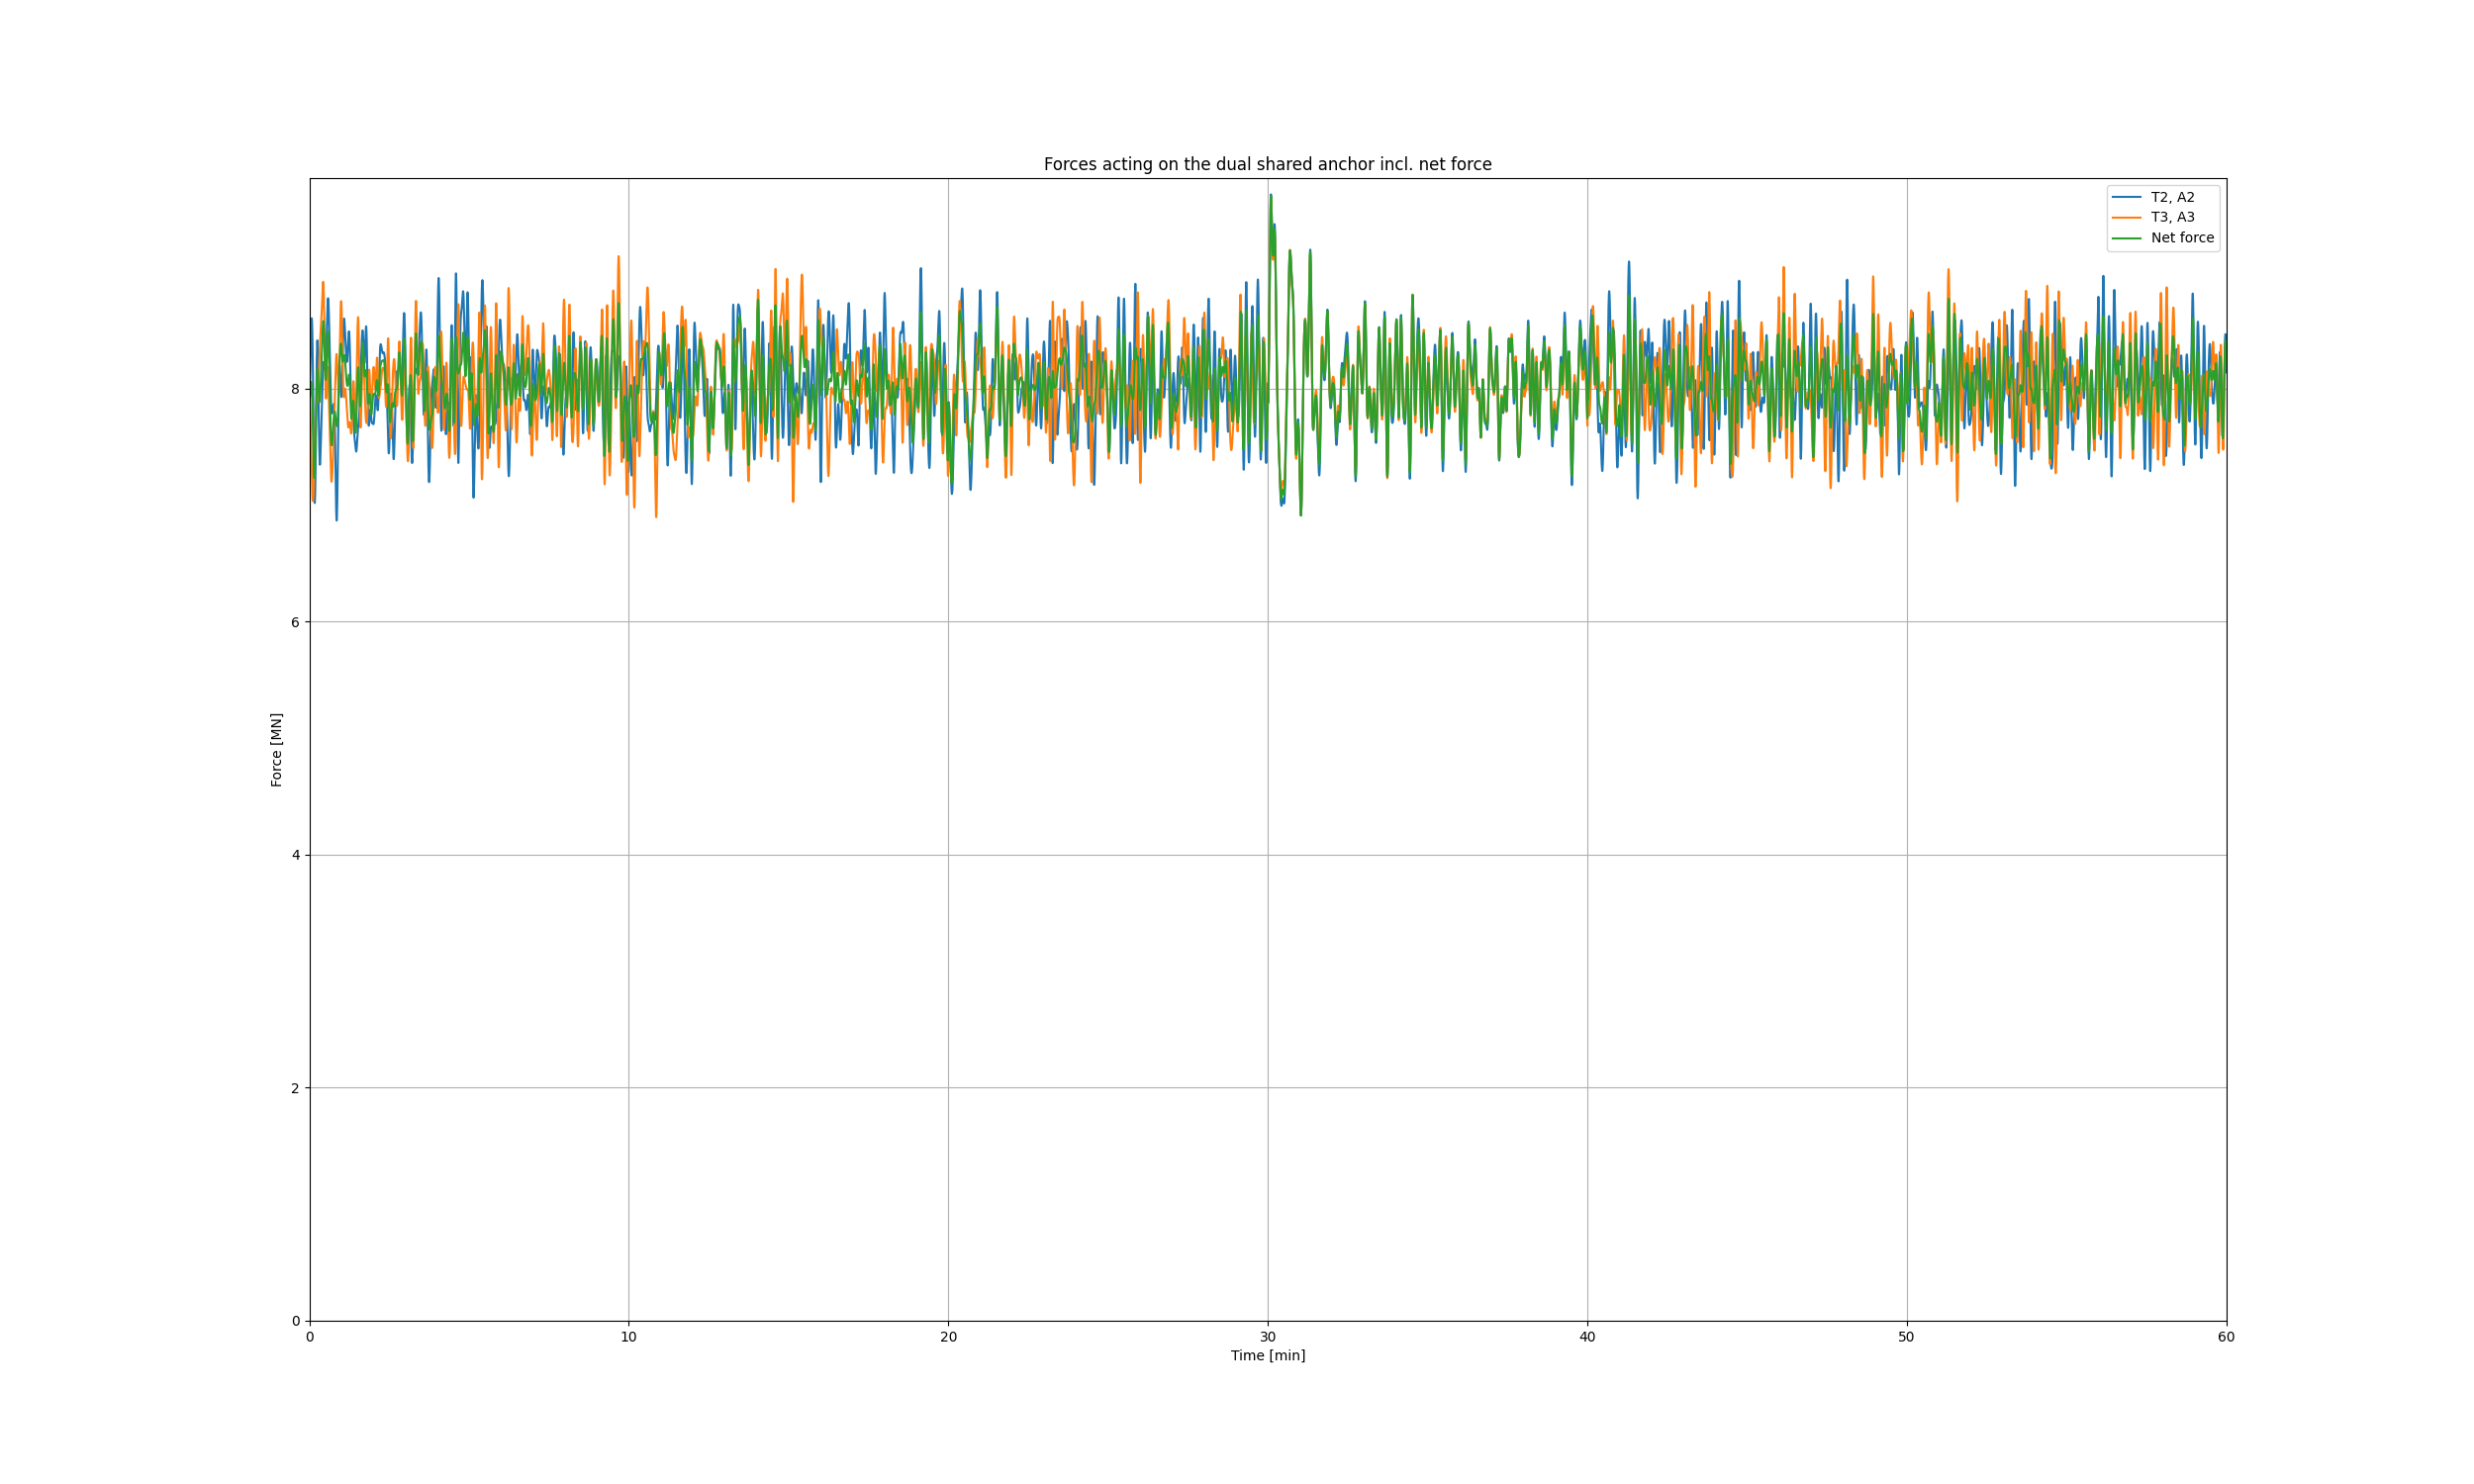 Forces acting on the dual shared anchor incl. net force
T2, A2
T3, A3
Net force
8
6
4
2
0
Force [MN]
0 10 20 30 40 50 60
Time [min]